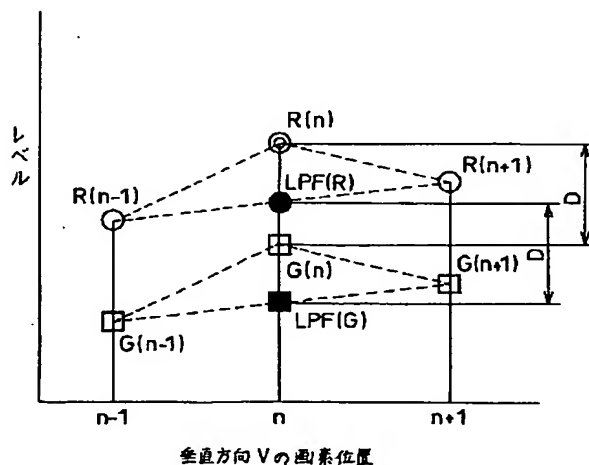 レベル
R(n)
R(n-1)
LPF(R)
R(n+1)
D
G(n)
D
G(n+1)
G(n-1)
LPF(G)
n-1
n
n+1
垂直方向Vの画素位置